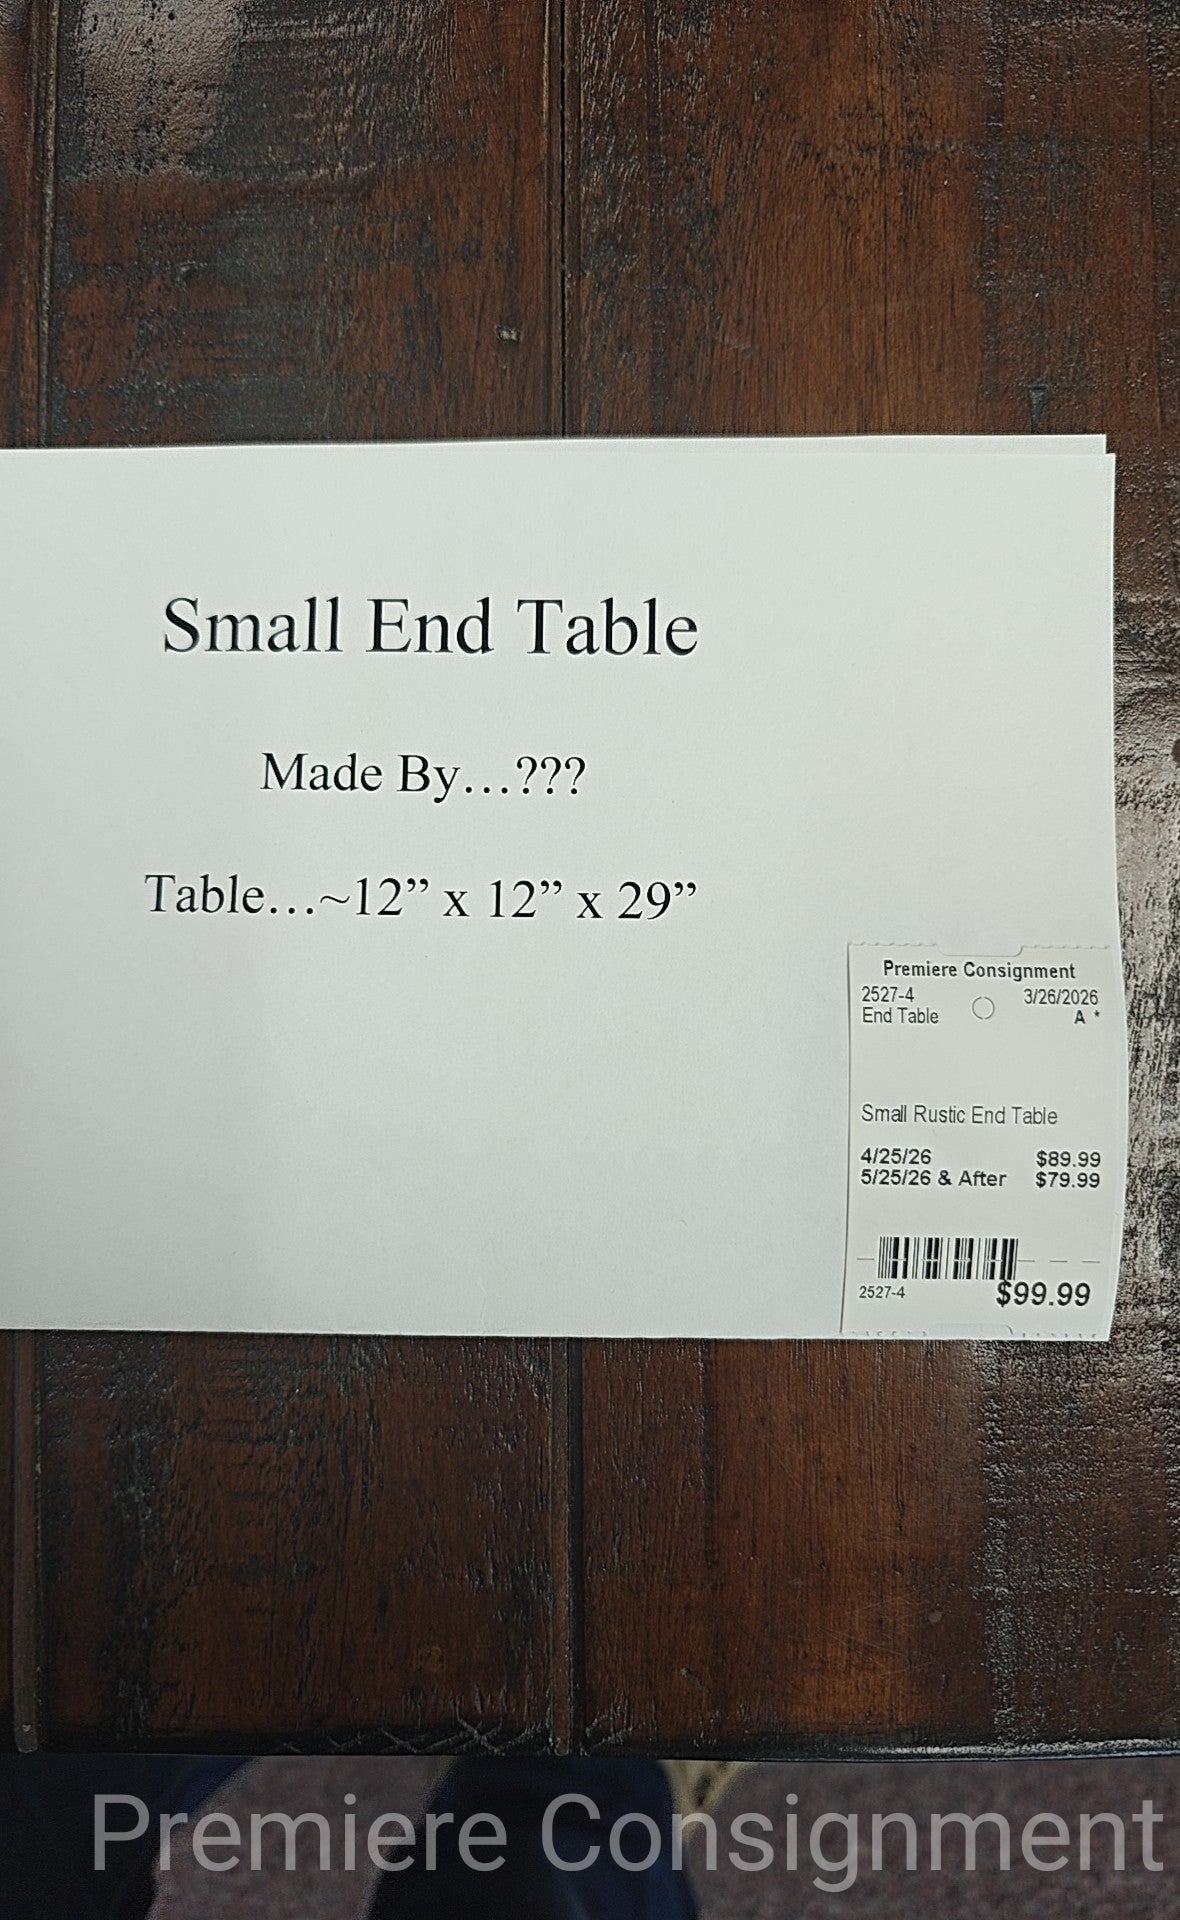 Small End Table
Made By...???
Table...~12” x 12” x 29”
Premiere Consignment
2527-4 3/26/2026
End Table A *
Small Rustic End Table
4/25/26 $89.99
5/25/26 & After $79.99
2527-4 $99.99
Premiere Consignment